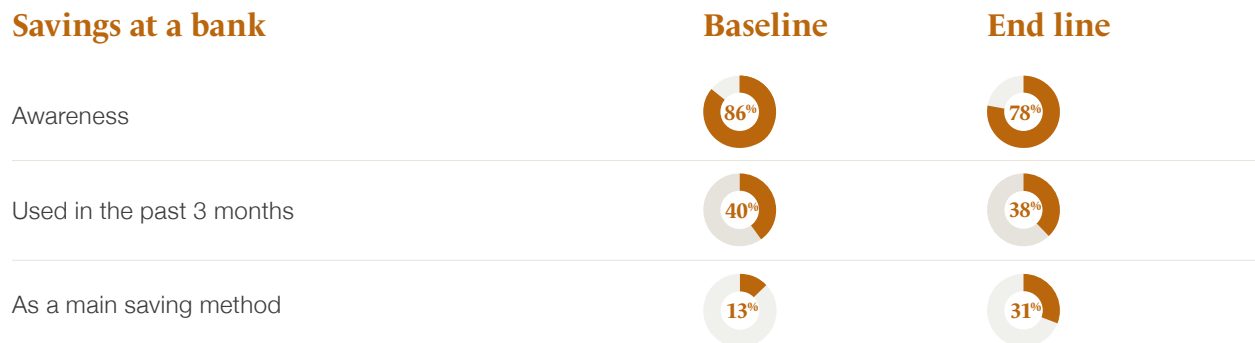 Savings at a bank Baseline End line
Awareness 86% 78%
Used in the past 3 months 40% 38%
As a main saving method 13% 31%